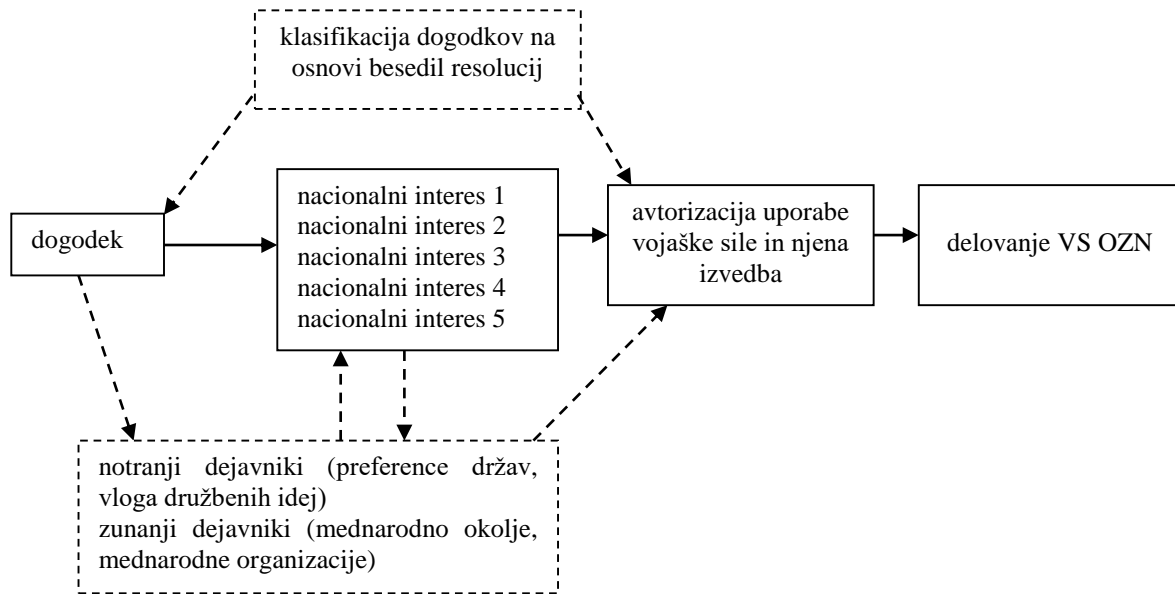 klasifikacija dogodkov na
osnovi besedil resolucij
dogodek
nacionalni interes 1
nacionalni interes 2
nacionalni interes 3
nacionalni interes 4
nacionalni interes 5
avtorizacija uporabe
vojaške sile in njena
izvedba
delovanje VS OZN
notranji dejavniki (preference držav,
vloga družbenih idej)
zunanji dejavniki (mednarodno okolje,
mednarodne organizacije)